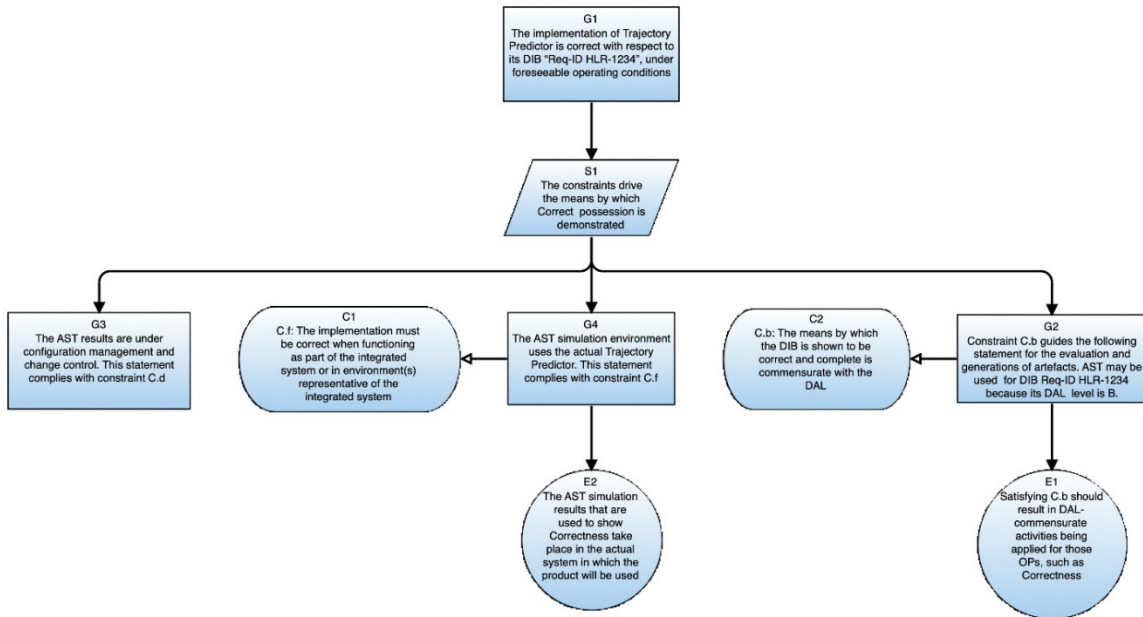 G1
The implementation of Trajectory
Predictor is correct with respect to
its DIB "Req-ID HLR-1234", under
foreseeable operating conditions
S1
The constraints drive
the means by which
Correct possession is
demonstrated
G3
The AST results are under
configuration management and
change control. This statement
complies with constraint C.d
C1
C.f: The implementation must
be correct when functioning
as part of the integrated
system or in environment(s)
representative of the
integrated system
G4
The AST simulation environment
uses the actual Trajectory
Predictor. This statement
complies with constraint C.f
C2
C.b: The means by which
the DIB is shown to be
correct and complete is
commensurate with the
DAL
G2
Constraint C.b guides the following
statement for the evaluation and
generations of artefacts. AST may be
used for DIB Req-ID HLR-1234
because its DAL level is B.
E2
The AST simulation
results that are
used to show
Correctness take
place in the actual
system in which the
product will be used
E1
Satisfying C.b should
result in DAL-
commensurate
activities being
applied for those
OPs, such as
Correctness